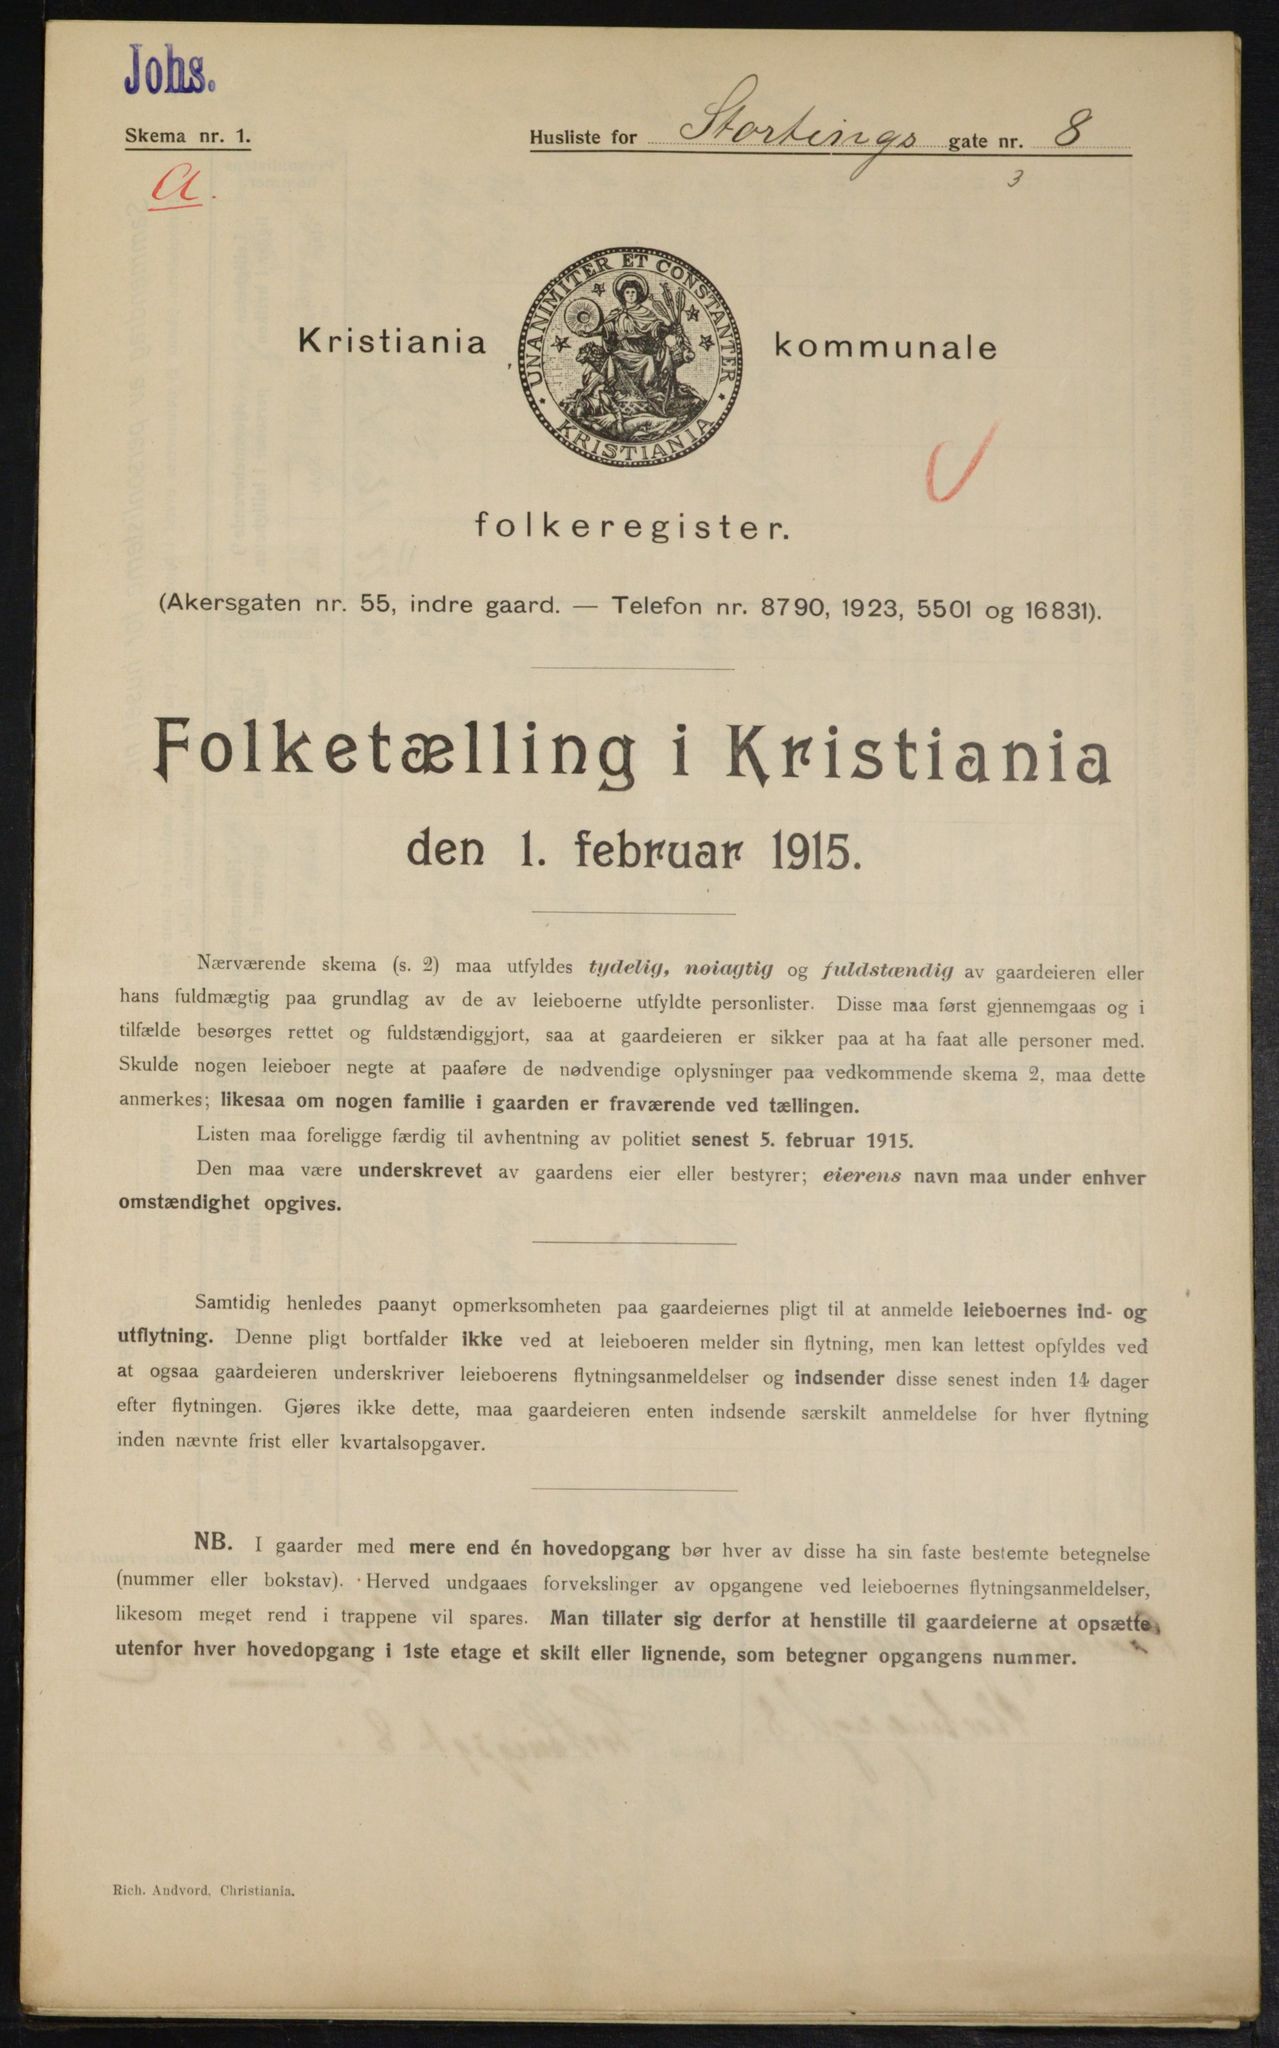 Johs.
Skema nr. 1.
Husliste for Stortings gate nr. 8
3
a.
UNANIMITER ET CONSTANTER
KRISTIANIA
Kristiania kommunale
folkeregister.
(Akersgaten nr. 55, indre gaard. — Telefon nr. 8790, 1923, 5501 og 16831).
Folketælling i Kristiania
den 1. februar 1915.
Nærværende skema (s. 2) maa utfyldes tydelig, nøiagtig og fuldstændig av gaardeieren eller
hans fuldmægtig paa grundlag av de av leieboerne utfyldte personlister. Disse maa først gjennemgaas og i
tilfælde besørges rettet og fuldstændiggjort, saa at gaardeieren er sikker paa at ha faat alle personer med.
Skulde nogen leieboer negte at paaføre de nødvendige oplysninger paa vedkommende skema 2, maa dette
anmerkes; likesaa om nogen familie i gaarden er fraværende ved tællingen.
Listen maa foreligge færdig til avhentning av politiet senest 5. februar 1915.
Den maa være underskrevet av gaardens eier eller bestyrer; eierens navn maa under enhver
omstændighet opgives.
Samtidig henledes paanyt opmerksomheten paa gaardeiernes pligt til at anmelde leieboernes ind- og
utflytning. Denne pligt bortfalder ikke ved at leieboeren melder sin flytning, men kan lettest opfyldes ved
at ogsaa gaardeieren underskriver leieboerens flytningsanmeldelser og indsender disse senest inden 14 dager
efter flytningen. Gjøres ikke dette, maa gaardeieren enten indsende særskilt anmeldelse for hver flytning
inden nævnte frist eller kvartalsopgaver.
NB. I gaarder med mere end én hovedopgang bør hver av disse ha sin faste bestemte betegnelse
(nummer eller bokstav). Herved undgaaes forvekslinger av opgangene ved leieboernes flytningsanmeldelser,
likesom meget rend i trappene vil spares. Man tillater sig derfor at henstille til gaardeierne at opsætte
utenfor hver hovedopgang i 1ste etage et skilt eller lignende, som betegner opgangens nummer.
Rich. Andvord, Christiania.